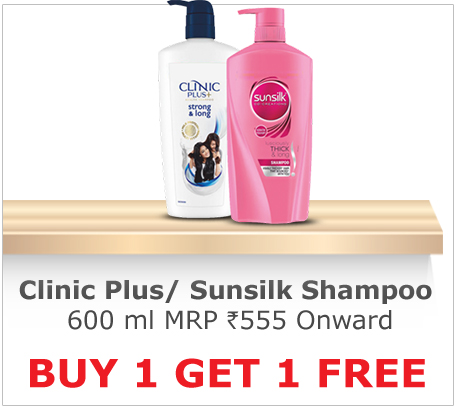 CLINIC
PLUS+
strong
& long
sunsilk
THICK
& long
SHAMPOO
Clinic Plus/ Sunsilk Shampoo
600 ml MRP ₹555 Onward
BUY 1 GET 1 FREE